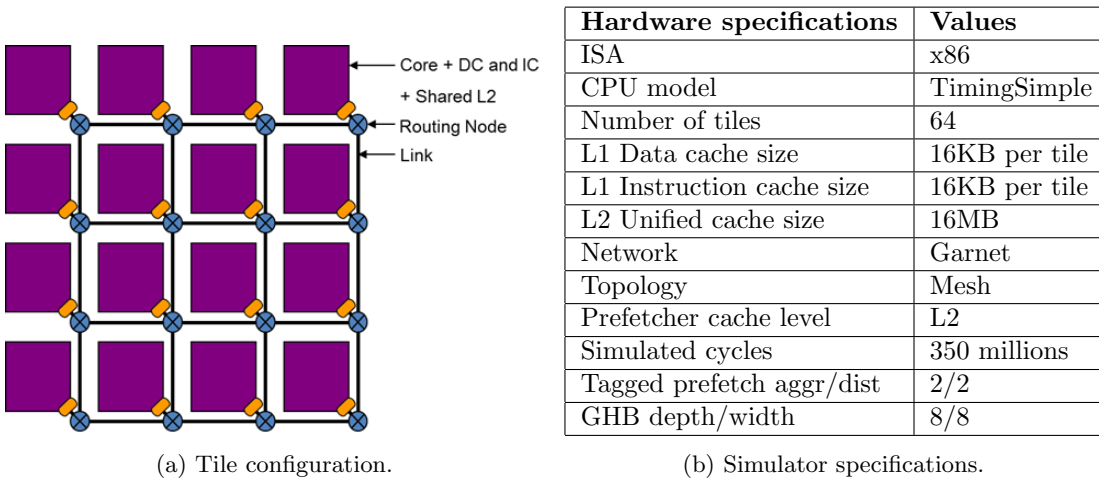 Core + DC and IC
+ Shared L2
Routing Node
Link
(a) Tile configuration.
Hardware specifications Values
ISA x86
CPU model TimingSimple
Number of tiles 64
L1 Data cache size 16KB per tile
L1 Instruction cache size 16KB per tile
L2 Unified cache size 16MB
Network Garnet
Topology Mesh
Prefetcher cache level L2
Simulated cycles 350 millions
Tagged prefetch aggr/dist 2/2
GHB depth/width 8/8
(b) Simulator specifications.